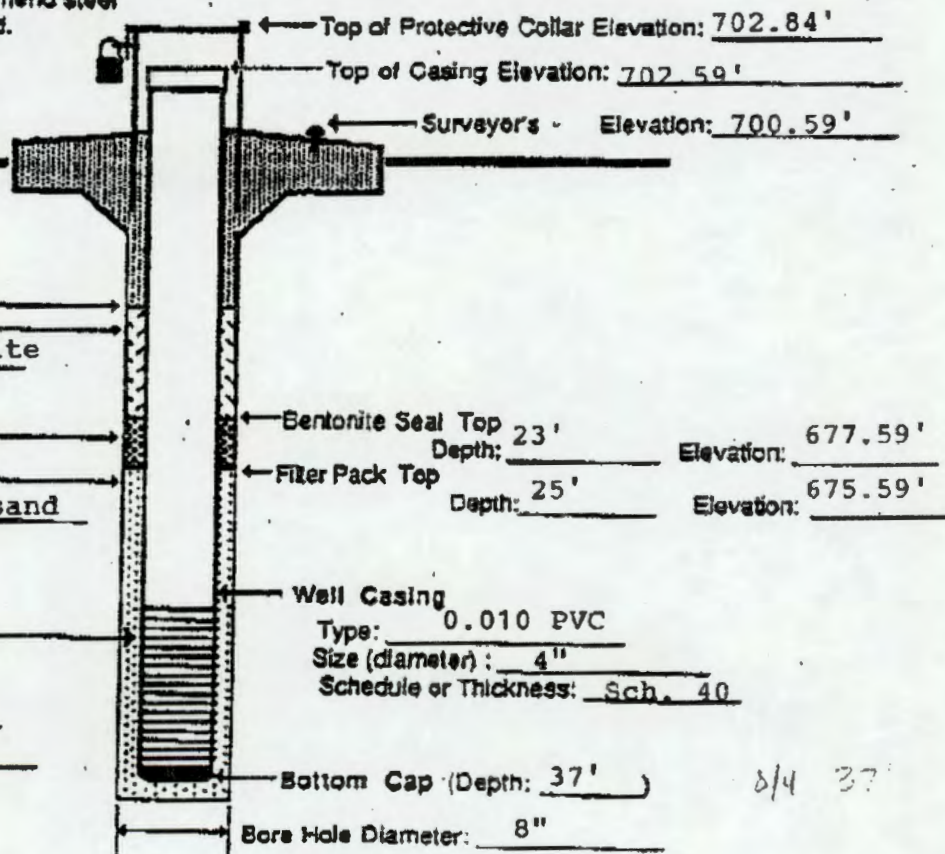 steel
Top of Protective Collar Elevation: 702.84'
Top of Casing Elevation: 702.59'
Surveyor's - Elevation: 700.59'
Bentonite Seal Top
Depth: 23' Elevation: 677.59'
Filter Pack Top
Depth: 25' Elevation: 675.59'
sand
Well Casing
Type: 0.010 PVC
Size (diameter) : 4"
Schedule or Thickness: Sch. 40
Bottom Cap (Depth: 37' )
37'
Bore Hole Diameter: 8"